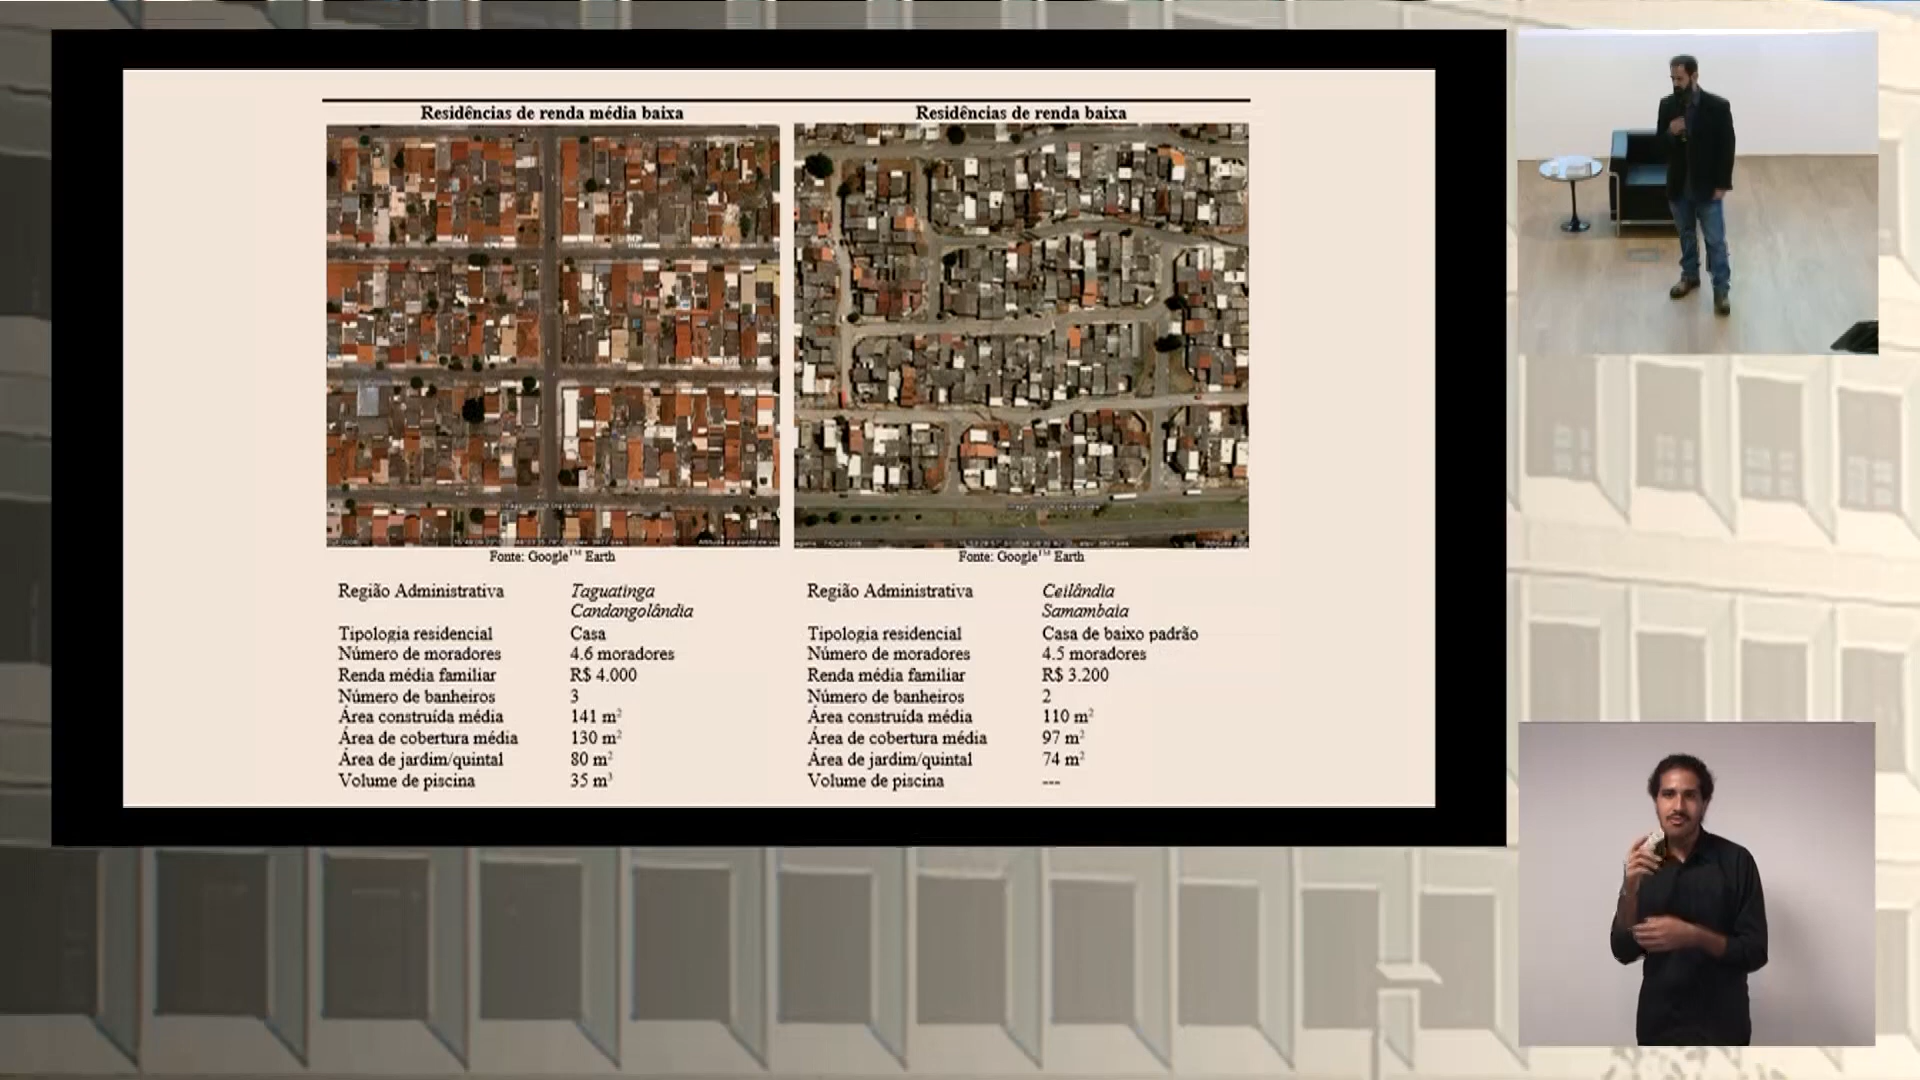 Residências de renda média baixa
Residências de renda baixa
Fonte: Google™ Earth
Fonte: Google™ Earth
Região Administrativa Taguatinga
Candangolândia
Tipologia residencial Casa
Número de moradores 4.6 moradores
Renda média familiar R$ 4.000
Número de banheiros 3
Área construída média 141 m²
Área de cobertura média 130 m²
Área de jardim/quintal 80 m²
Volume de piscina 35 m³
Região Administrativa Ceilândia
Samambaia
Tipologia residencial Casa de baixo padrão
Número de moradores 4.5 moradores
Renda média familiar R$ 3.200
Número de banheiros 2
Área construída média 110 m²
Área de cobertura média 97 m²
Área de jardim/quintal 74 m²
Volume de piscina ---